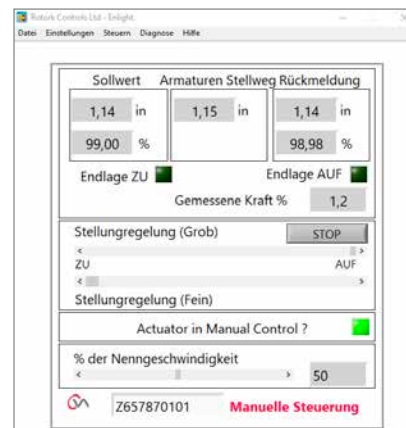 Rotork Controls Ltd - Enlight.
Datei Einstellungen Steuern Diagnose Hilfe
Sollwert Armaturen Stellweg Rückmeldung
1,14 in 1,15 in 1,14 in
99,00 % 98,98 %
Endlage ZU Endlage AUF
Gemessene Kraft % 1,2
Stellungregelung (Grob) STOP
ZU AUF
Stellungregelung (Fein)
Actuator in Manual Control ?
% der Nenngeschwindigkeit
50
Z657870101 Manuelle Steuerung